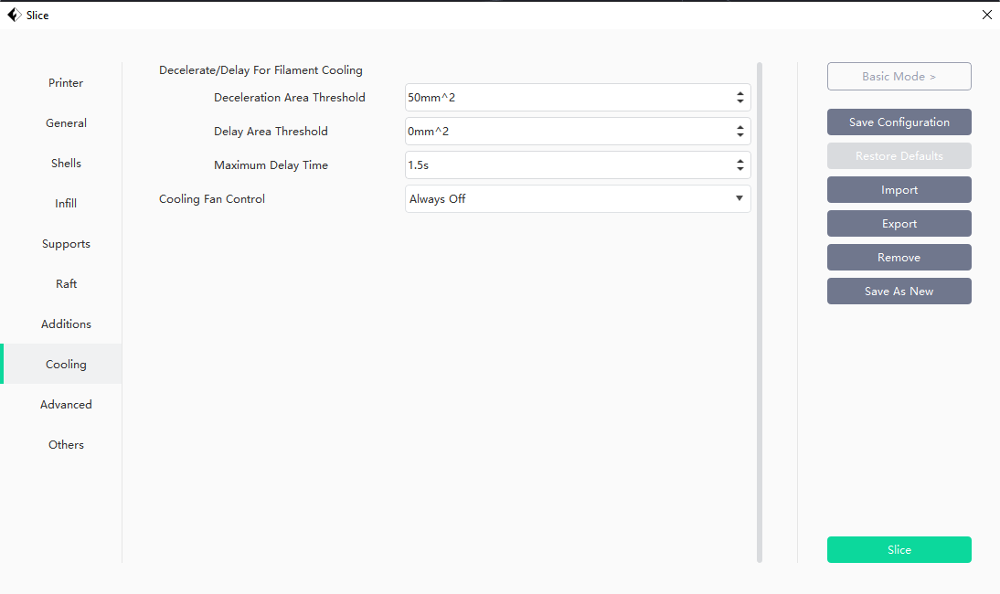 Slice
Printer
General
Shells
Infill
Supports
Raft
Additions
Cooling
Advanced
Others
Decelerate/Delay For Filament Cooling
Deceleration Area Threshold 50mm^2
Delay Area Threshold 0mm^2
Maximum Delay Time 1.5s
Cooling Fan Control Always Off
Basic Mode >
Save Configuration
Restore Defaults
Import
Export
Remove
Save As New
Slice